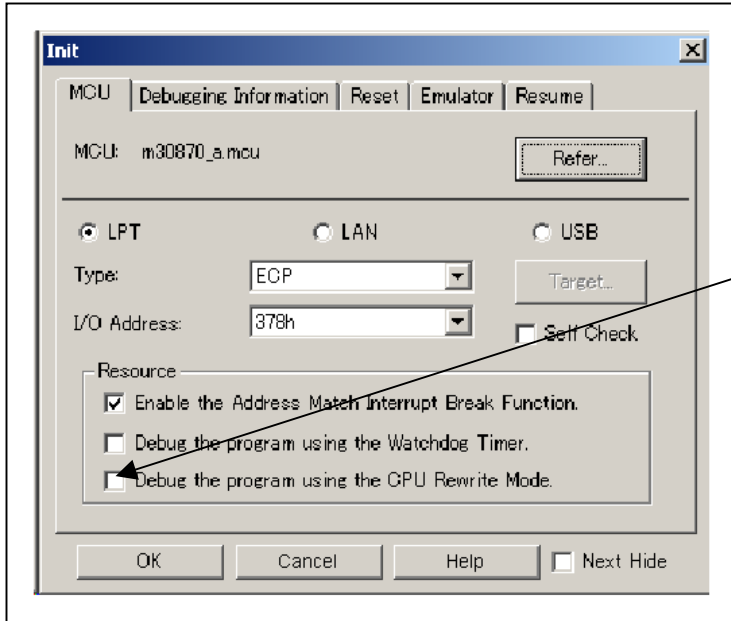 Init
MCU Debugging Information Reset Emulator Resume
MCU: m30870_a.mcu Refer...
LPT LAN USB
Type: ECP Target...
I/O Address: 378h Self Check
Resource
Enable the Address Match Interrupt Break Function.
Debug the program using the Watchdog Timer.
Debug the program using the CPU Rewrite Mode.
OK Cancel Help Next Hide